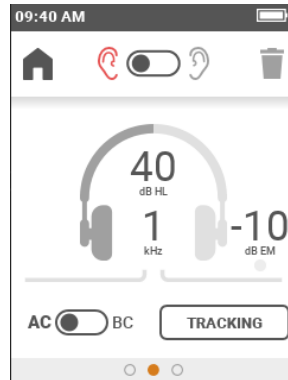 09:40 AM
40
dB HL
1
kHz
-10
dB EM
AC BC
TRACKING